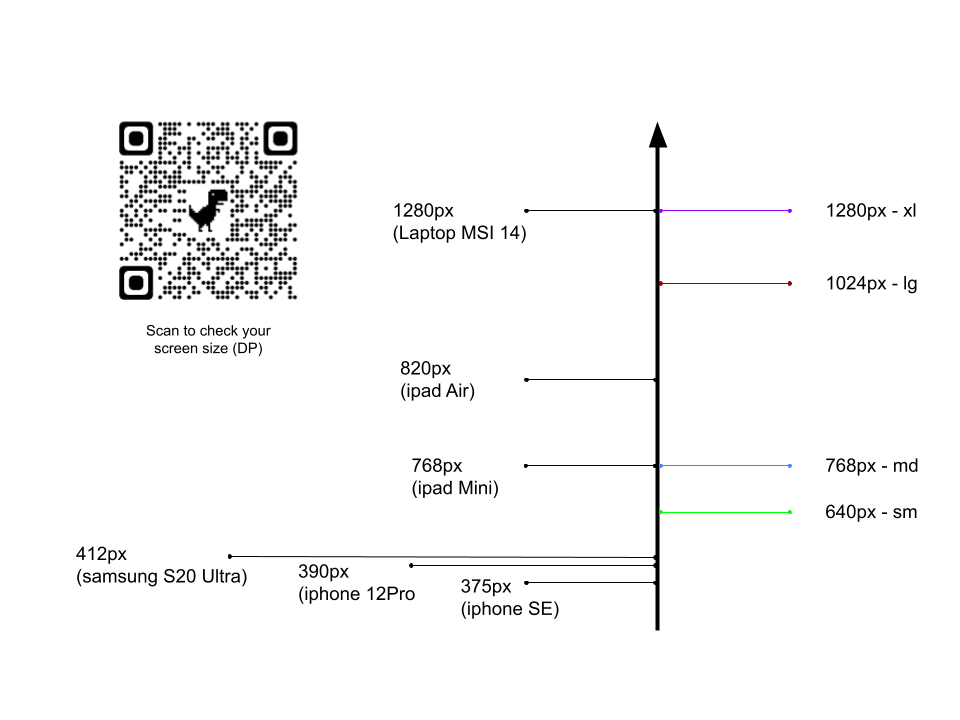 Scan to check your
screen size (DP)
1280px
(Laptop MSI 14)
820px
(ipad Air)
768px
(ipad Mini)
412px
(samsung S20 Ultra)
390px
(iphone 12Pro
375px
(iphone SE)
1280px - xl
1024px - lg
768px - md
640px - sm